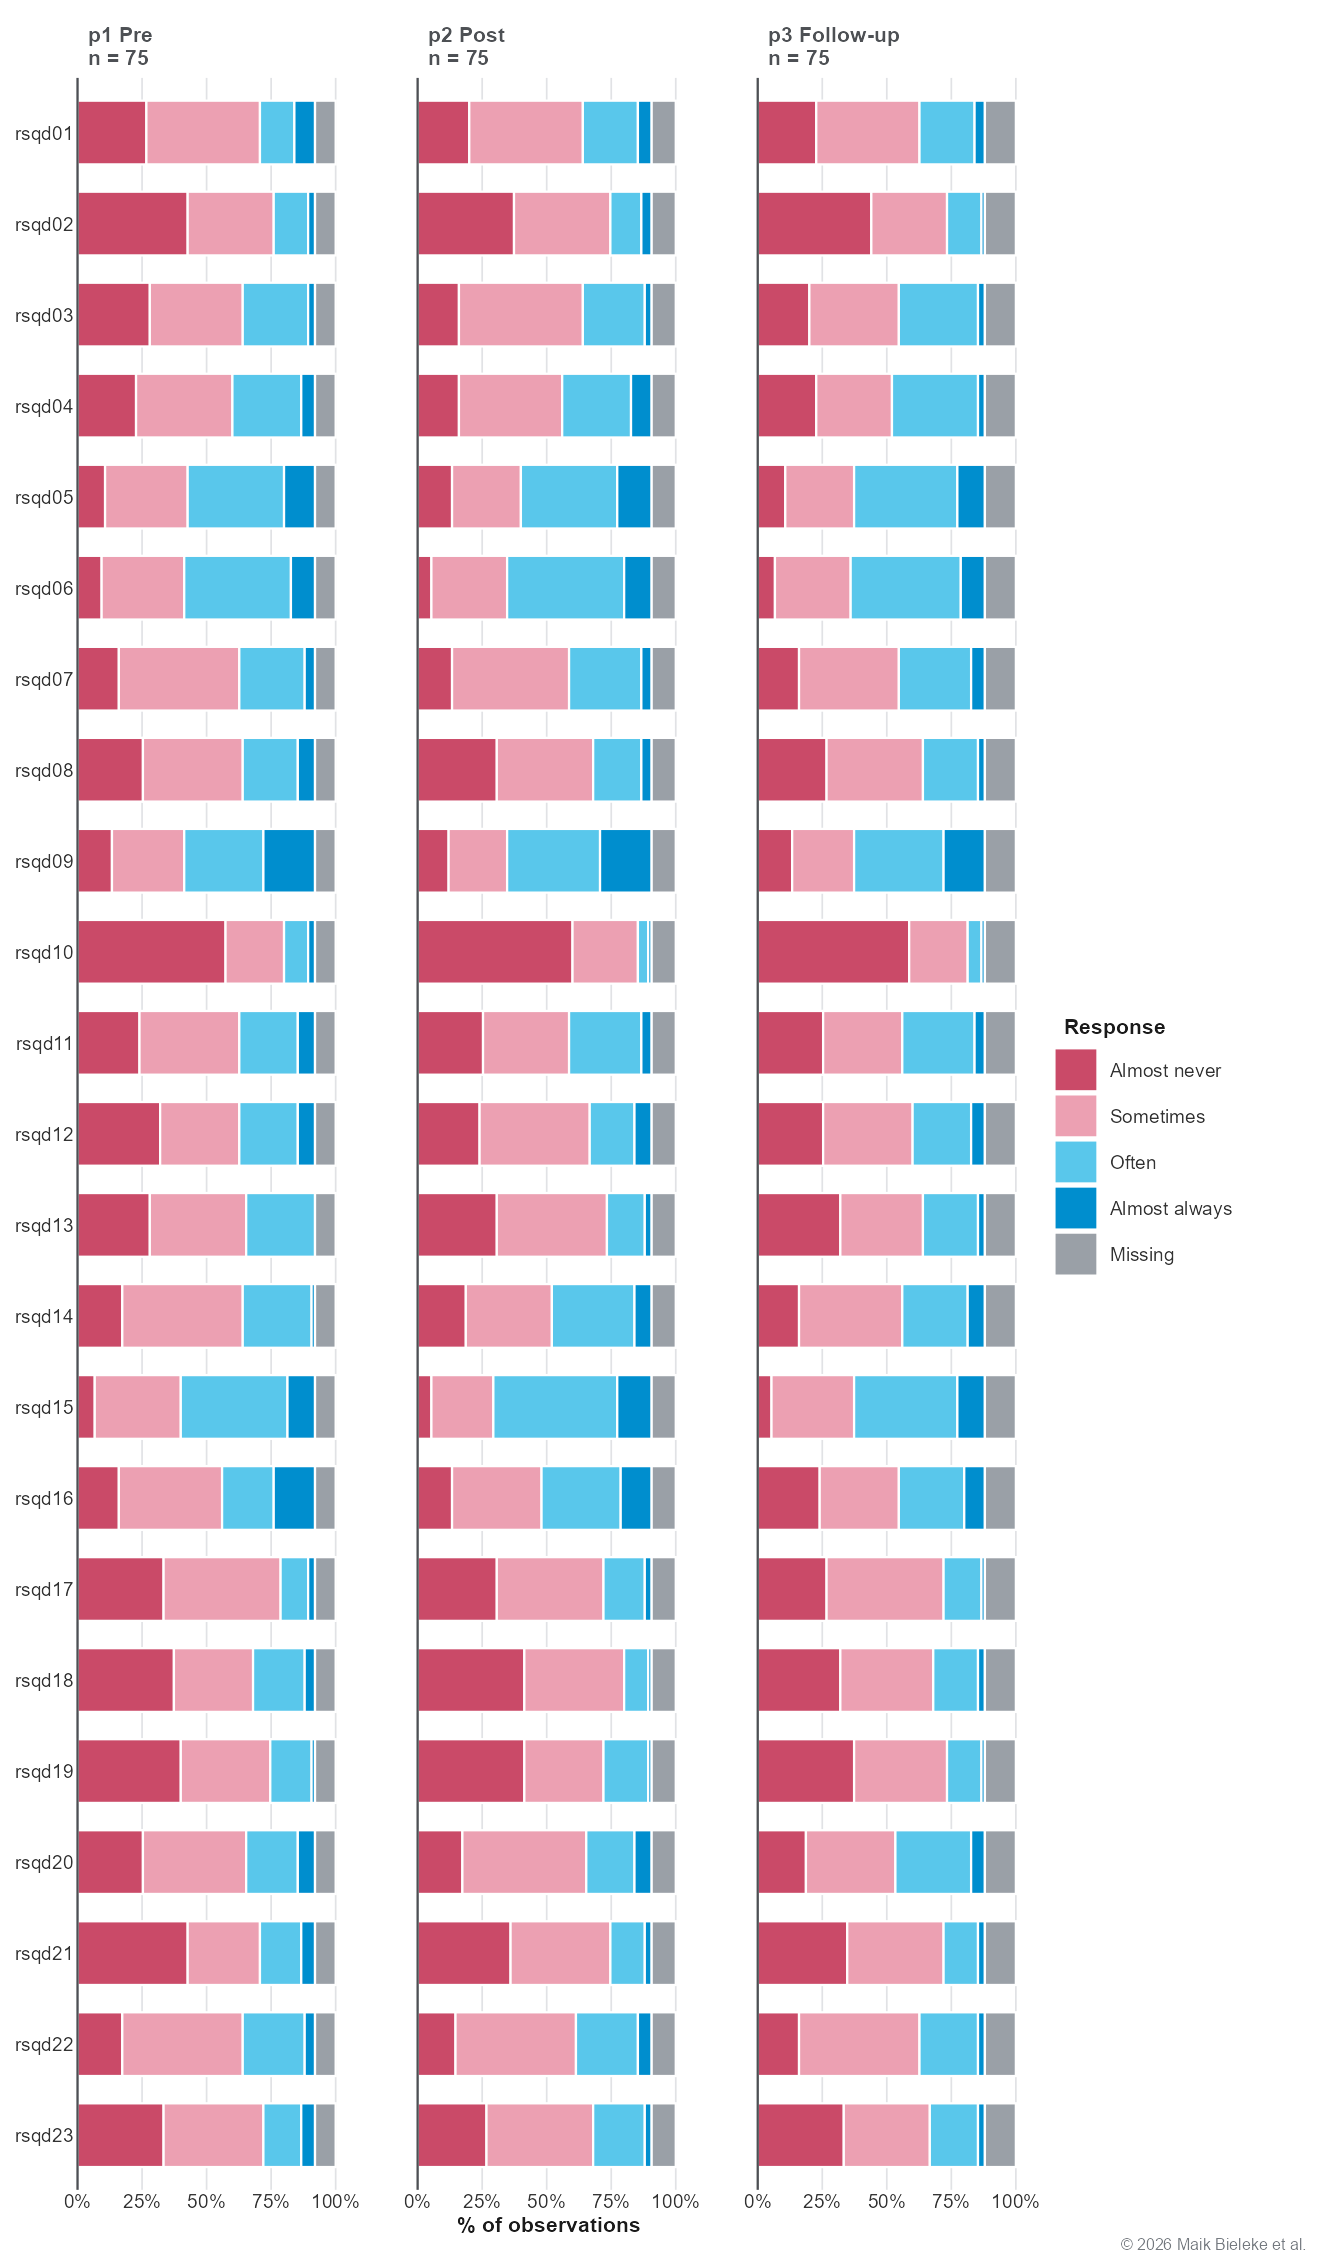 p1 Pre
n = 75
p2 Post
n = 75
p3 Follow-up
n = 75
rsqd01
rsqd02
rsqd03
rsqd04
rsqd05
rsqd06
rsqd07
rsqd08
rsqd09
rsqd10
rsqd11
rsqd12
rsqd13
rsqd14
rsqd15
rsqd16
rsqd17
rsqd18
rsqd19
rsqd20
rsqd21
rsqd22
rsqd23
0% 25% 50% 75% 100%
0% 25% 50% 75% 100%
0% 25% 50% 75% 100%
% of observations
Response
Almost never
Sometimes
Often
Almost always
Missing
© 2026 Maik Bieleke et al.